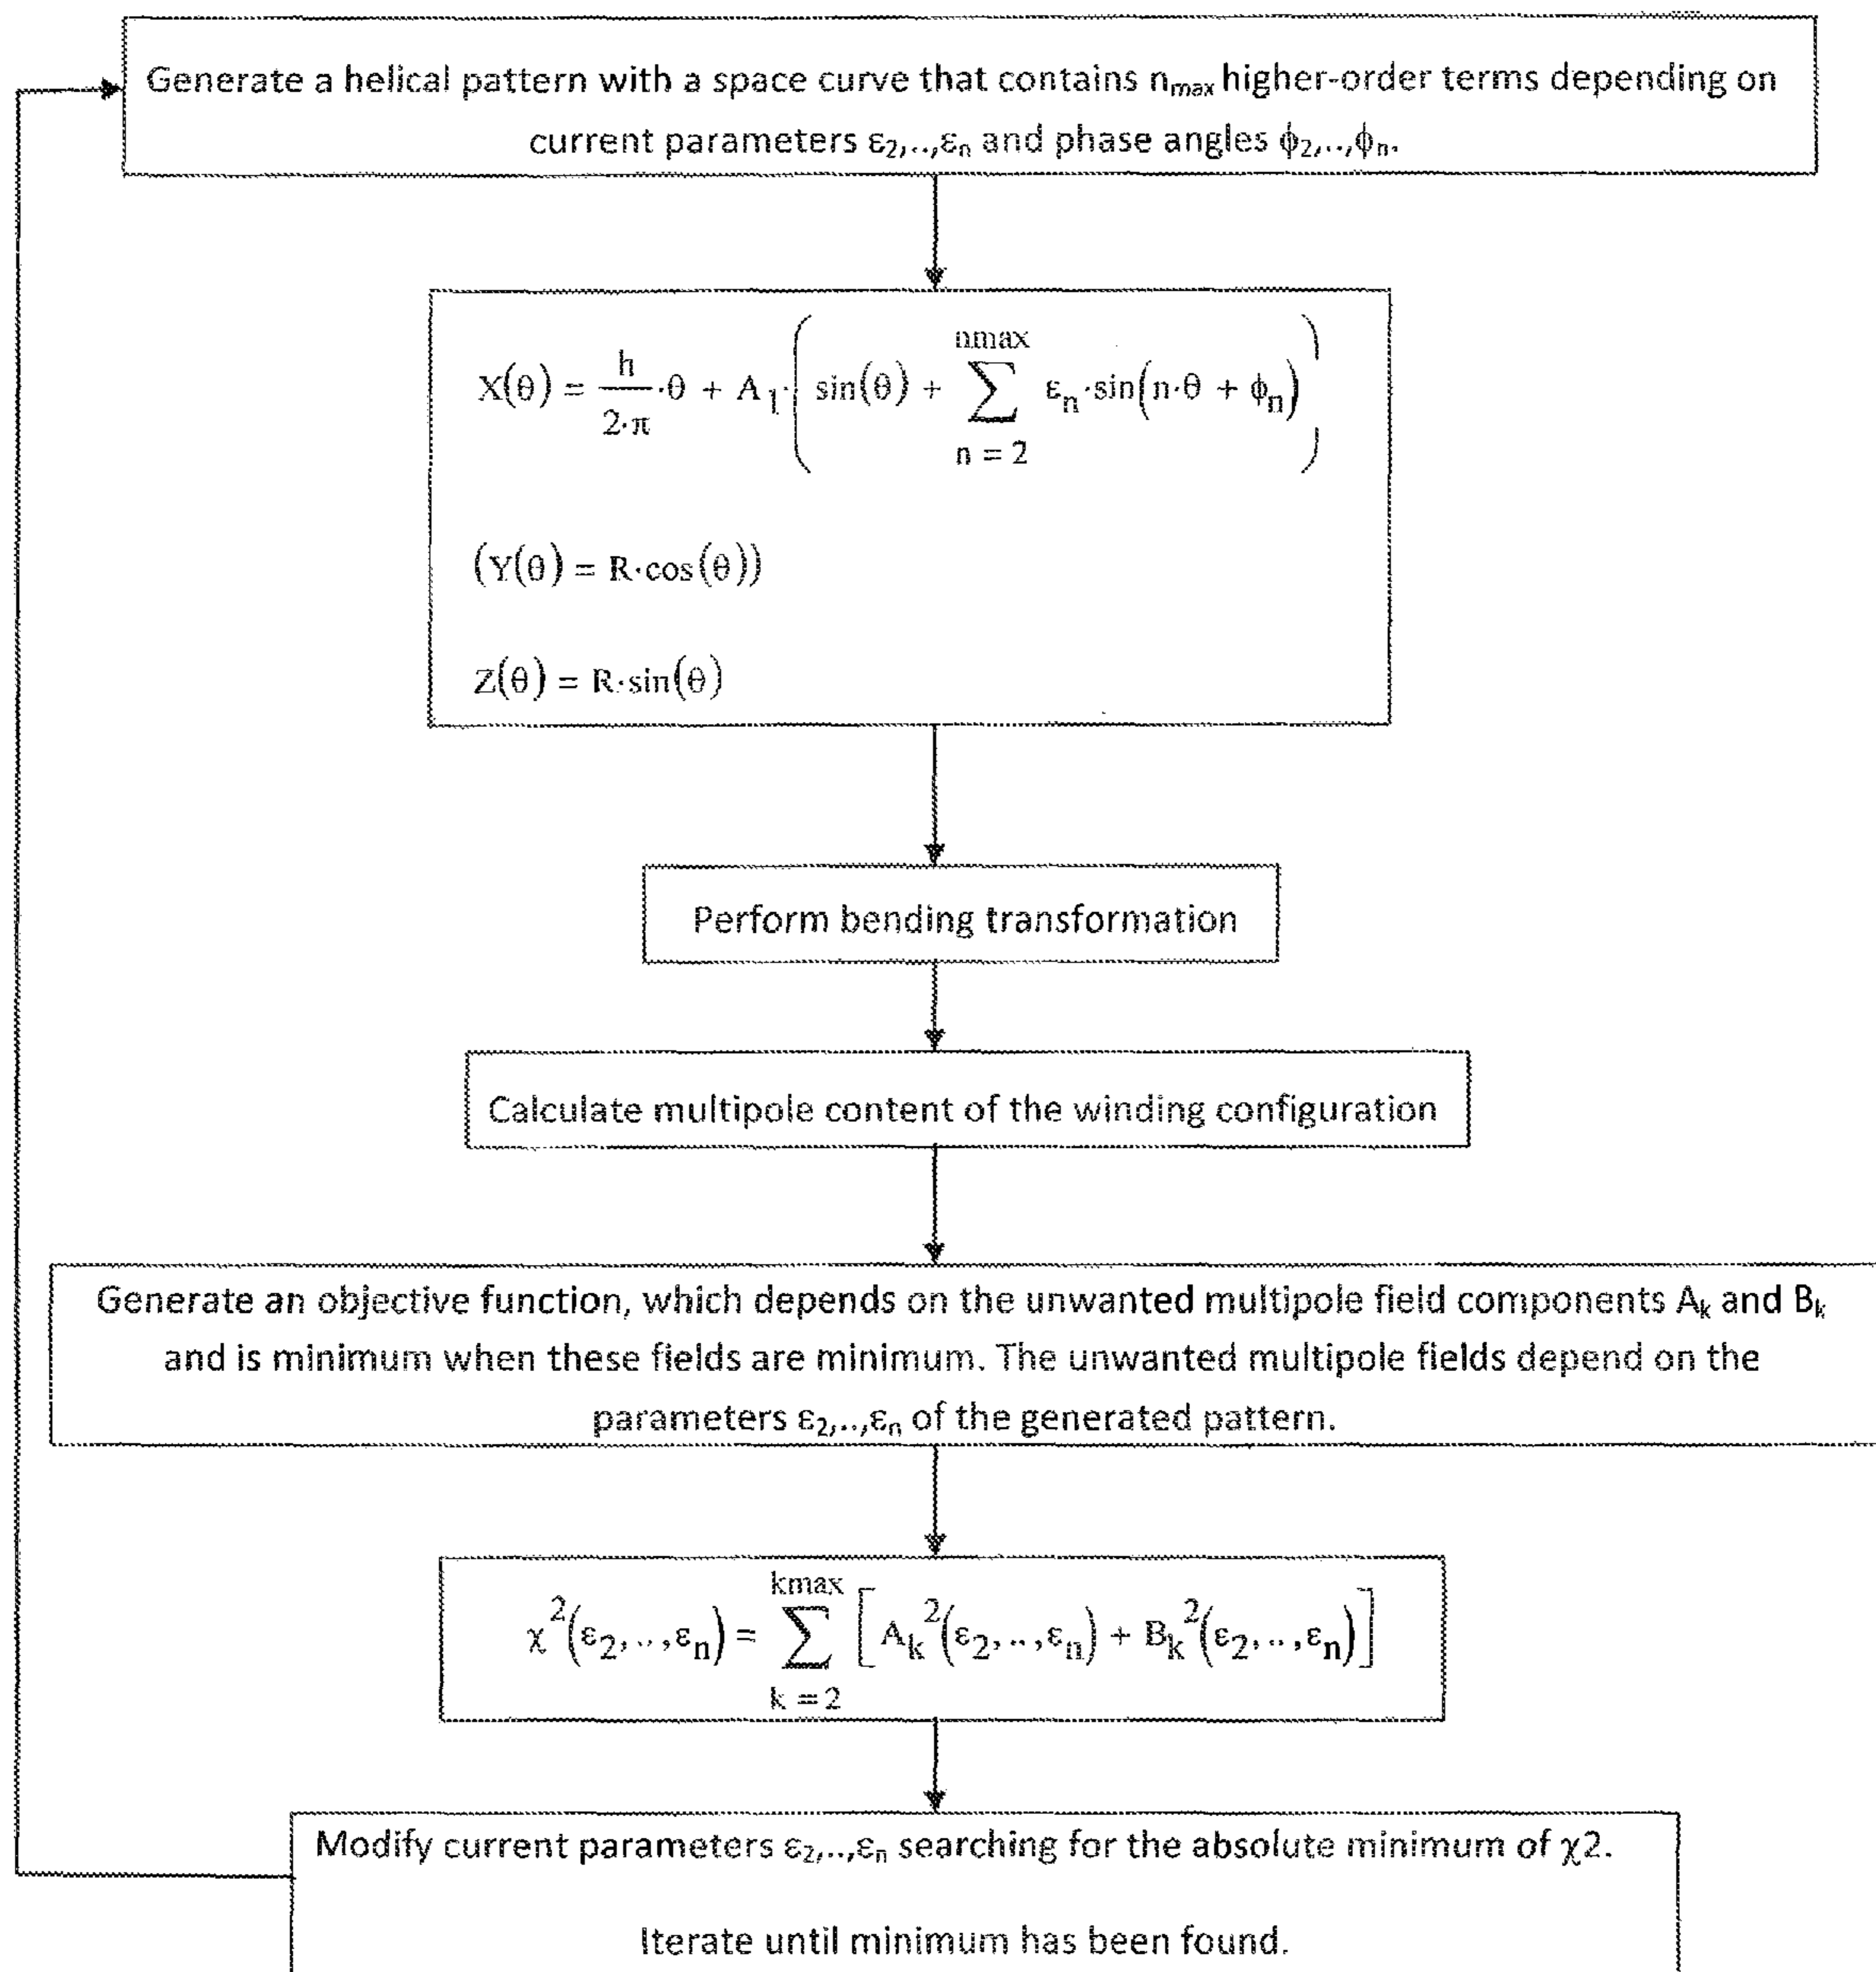 Generate a helical pattern with a space curve that contains nmax higher-order terms depending on
current parameters ε2,..,εn and phase angles ϕ2,..,ϕn.
X(θ) = h/(2·π)·θ + A1·(sin(θ) + ∑ n = 2 nmax εn·sin(n·θ + ϕn))
(Y(θ) = R·cos(θ))
Z(θ) = R·sin(θ)
Perform bending transformation
Calculate multipole content of the winding configuration
Generate an objective function, which depends on the unwanted multipole field components Ak and Bk
and is minimum when these fields are minimum. The unwanted multipole fields depend on the
parameters ε2,..,εn of the generated pattern.
χ2(ε2,..,εn) = ∑ k = 2 kmax [Ak2(ε2,..,εn) + Bk2(ε2,..,εn)]
Modify current parameters ε2,..,εn searching for the absolute minimum of χ2.
Iterate until minimum has been found.